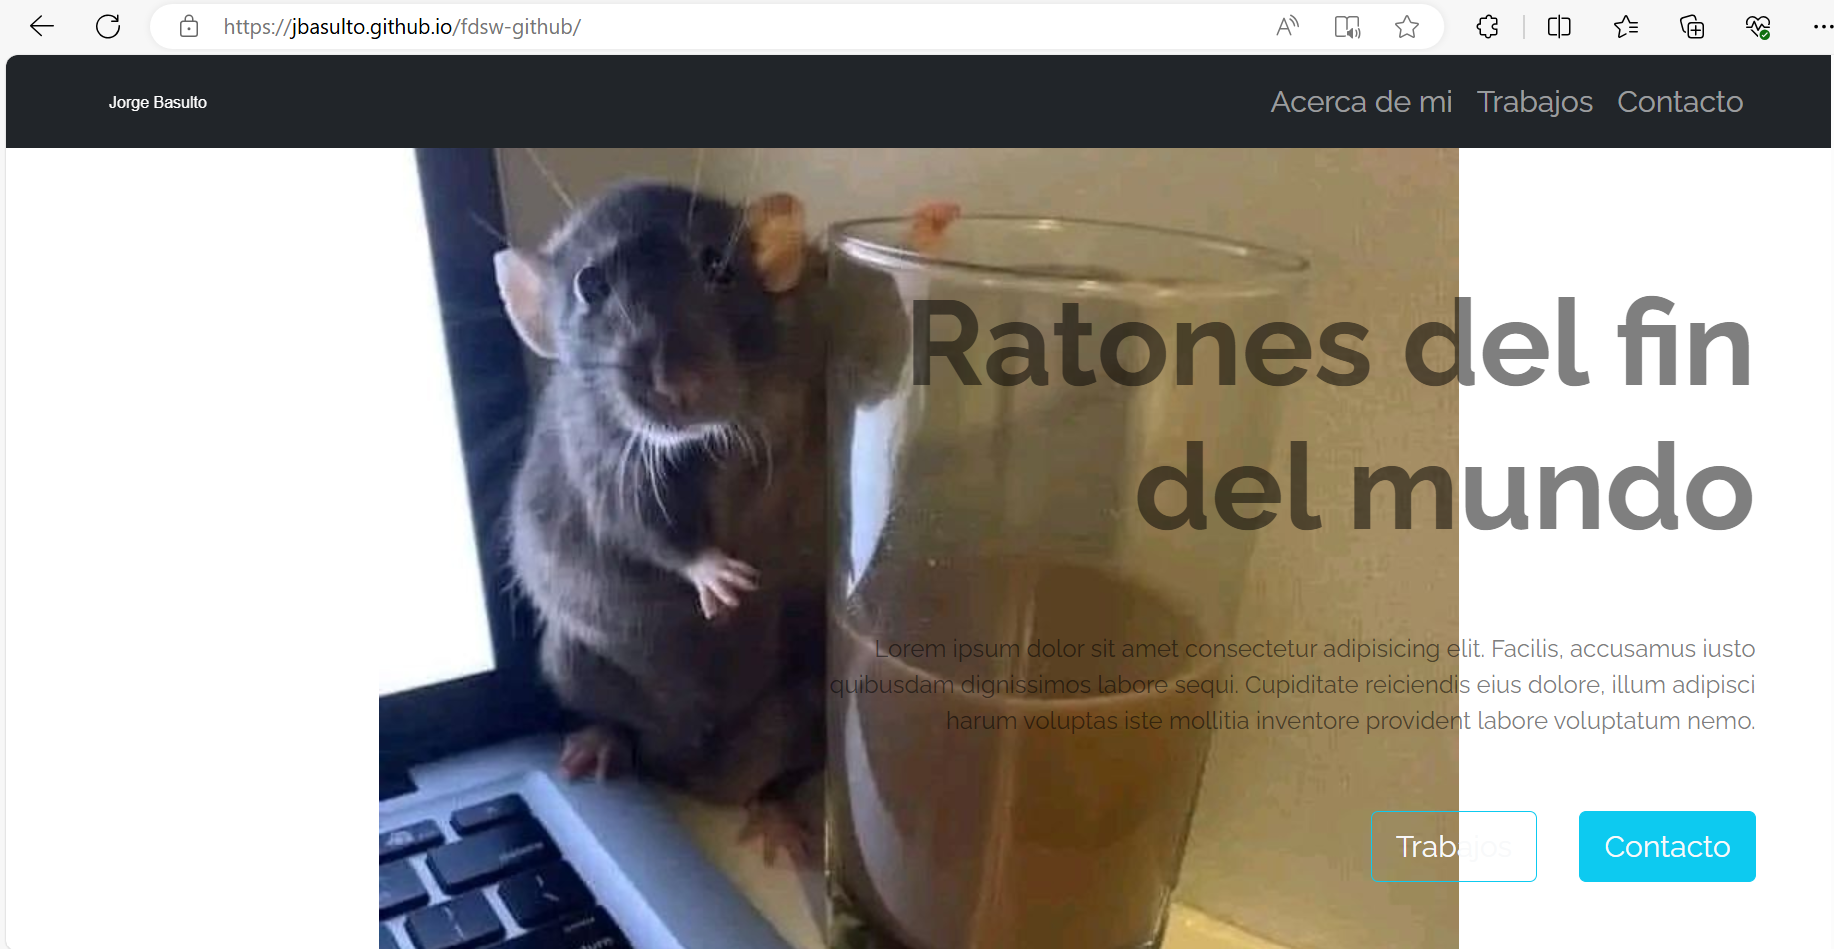 https://jbasulto.github.io/fdsw-github/
Jorge Basulto
Acerca de mi Trabajos Contacto
Ratones del fin
del mundo
Lorem ipsum dolor sit amet consectetur adipisicing elit. Facilis, accusamus iusto
quibusdam dignissimos labore sequi. Cupiditate reiciendis eius dolore, illum adipisci
harum voluptas iste mollitia inventore provident labore voluptatum nemo.
Trabajos Contacto